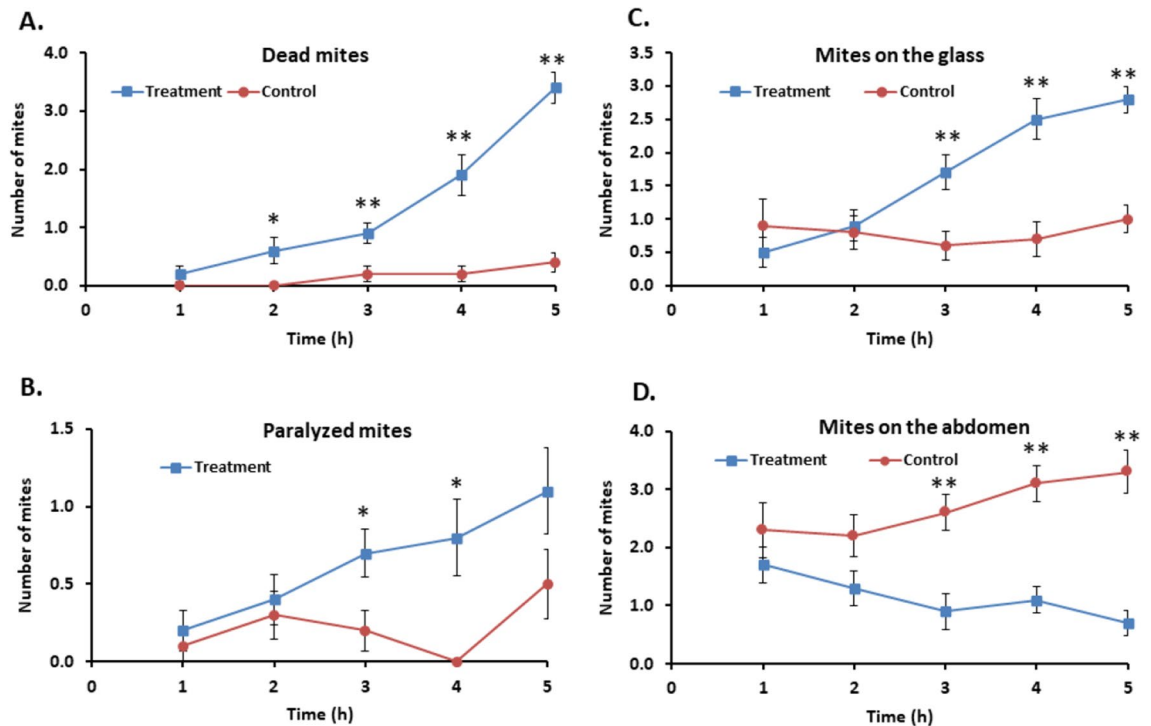 A.
Dead mites
Treatment Control
Number of mites
4.0
3.0
2.0
1.0
0.0
* ** ** **
0 1 2 3 4 5
Time (h)
B.
Paralyzed mites
Treatment
Number of mites
1.5
1.0
0.5
0.0
* *
0 1 2 3 4 5
Time (h)
C.
Mites on the glass
Treatment Control
Number of mites
3.5
3.0
2.5
2.0
1.5
1.0
0.5
0.0
** ** **
0 1 2 3 4 5
Time (h)
D.
Mites on the abdomen
Treatment Control
Number of mites
4.0
3.0
2.0
1.0
0.0
** ** **
0 1 2 3 4 5
Time (h)